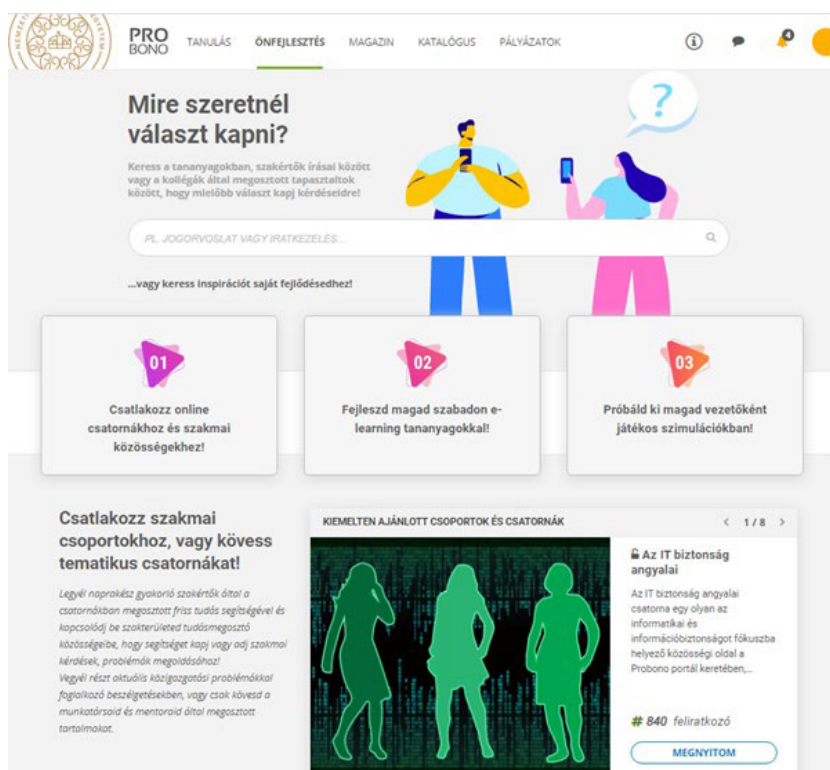 PRO
BONO
TANULÁS ÖNFEJLESZTÉS MAGAZIN KATALÓGUS PÁLYÁZATOK
4
Mire szeretnél
választ kapni?
?
Keress a tananyagokban, szakértők írásai között
vagy a kollégák által megosztott tapasztaltok
között, hogy mielőbb választ kapj kérdéseidre!
PL. JOGORVOSLAT VAGY IRATKEZELÉS...
...vagy keress inspirációt saját fejlődésedhez!
01
Csatlakozz online
csatornákhoz és szakmai
közösségekhez!
02
Fejleszd magad szabadon e-
learning tananyagokkal!
03
Próbáld ki magad vezetőként
játékos szimulációkban!
Csatlakozz szakmai
csoportokhoz, vagy kövess
tematikus csatornákat!
Legyél naprakész gyakorló szakértők által a
csatornákban megosztott friss tudás segítségével és
kapcsolódj be szakterületed tudásmegosztó
közösségeibe, hogy segítséget kapj vagy adj szakmai
kérdések, problémák megoldásához!
Vegyél részt aktuális közigazgatási problémákkal
foglalkozó beszélgetésekben, vagy csak kövesd a
munkatársaid és mentoraid által megosztott
tartalmakat.
KIEMELTEN AJÁNLOTT CSOPORTOK ÉS CSATORNÁK
< 1 / 8 >
Az IT biztonság
angyalai
Az IT biztonság angyalai
csatorna egy olyan az
informatikai és
információbiztonságot fókuszba
helyező közösségi oldal a
Probono portál keretében,...
# 840 feliratkozó
MEGNYITOM